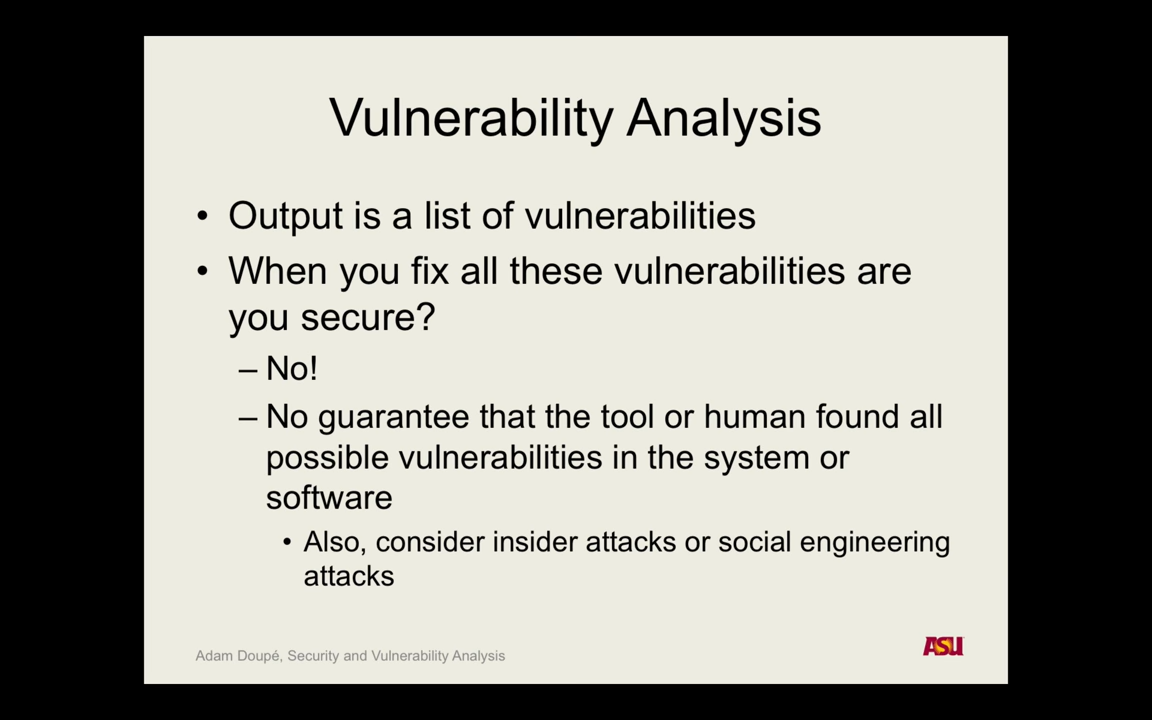 Vulnerability Analysis
• Output is a list of vulnerabilities
• When you fix all these vulnerabilities are
you secure?
– No!
– No guarantee that the tool or human found all
possible vulnerabilities in the system or
software
• Also, consider insider attacks or social engineering
attacks
Adam Doupé, Security and Vulnerability Analysis
ASU